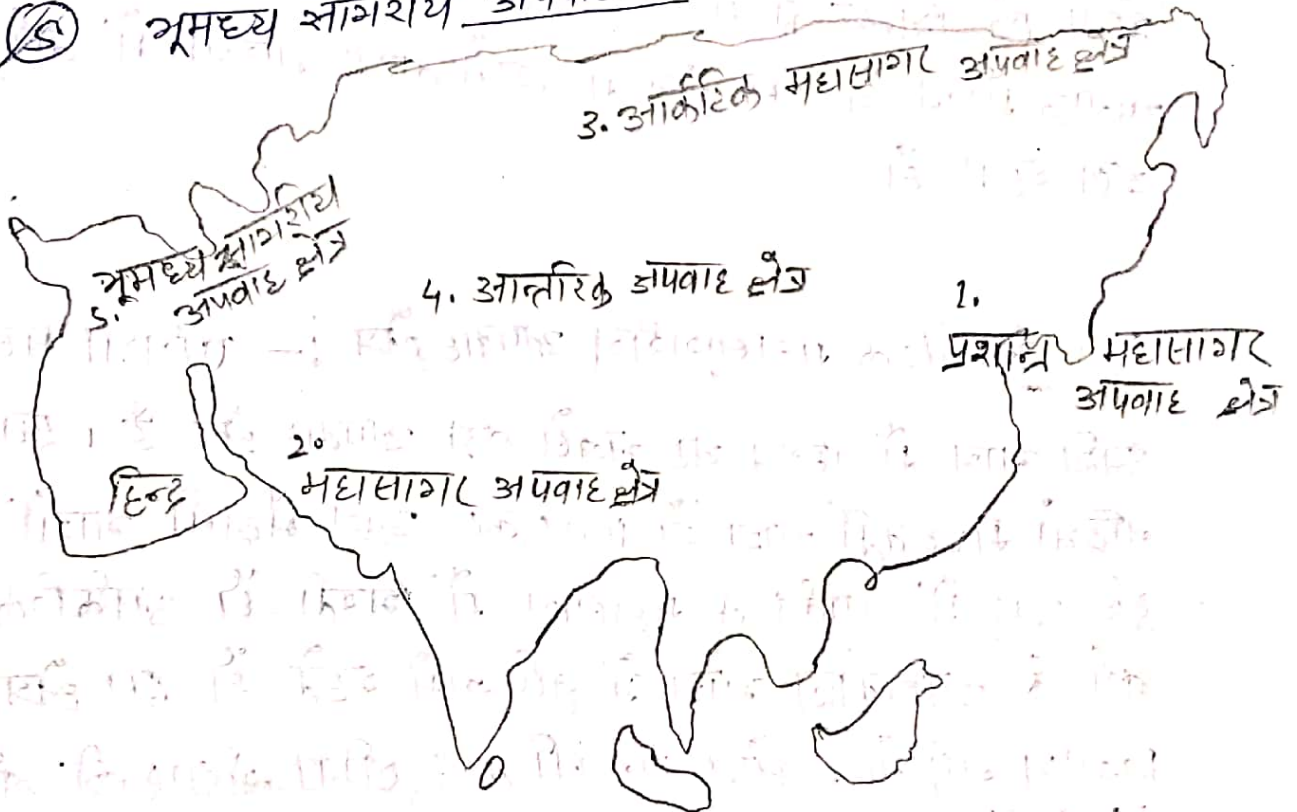 ⑤ भूमध्य सागरीय
3. आर्कटिक महासागर अपवाह क्षेत्र
5. भूमध्य सागरीय
अपवाह क्षेत्र
4. आन्तरिक अपवाह क्षेत्र
1.
प्रशान्त महासागर
अपवाह क्षेत्र
2.
हिन्द महासागर अपवाह क्षेत्र